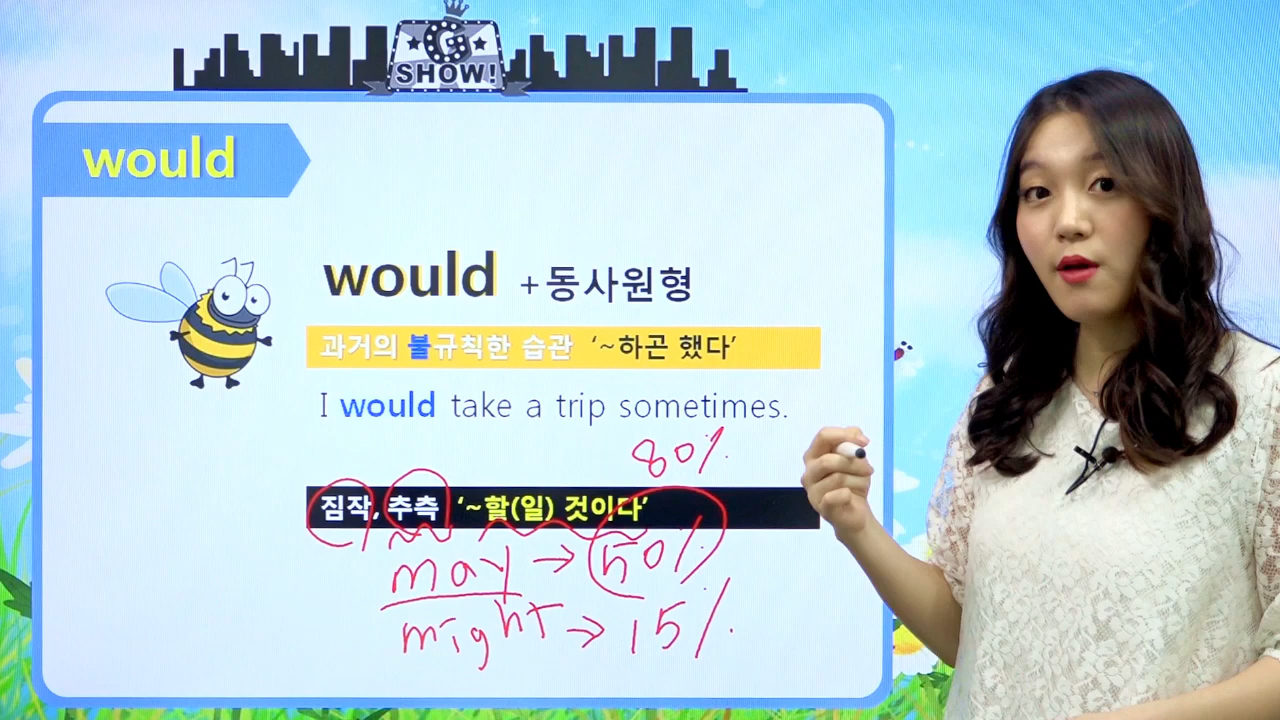 G
SHOW!
would
would +동사원형
과거의 불규칙한 습관 ‘~하곤 했다’
I would take a trip sometimes.
80%
짐작, 추측 ‘~할(일) 것이다’
may → 50%
might → 15%